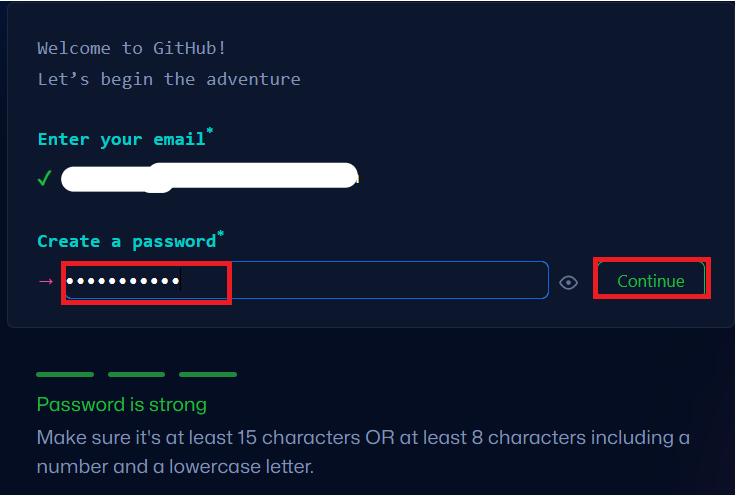 Welcome to GitHub!
Let’s begin the adventure
Enter your email*
Create a password*
→ •••••••••••
Continue
Password is strong
Make sure it's at least 15 characters OR at least 8 characters including a
number and a lowercase letter.